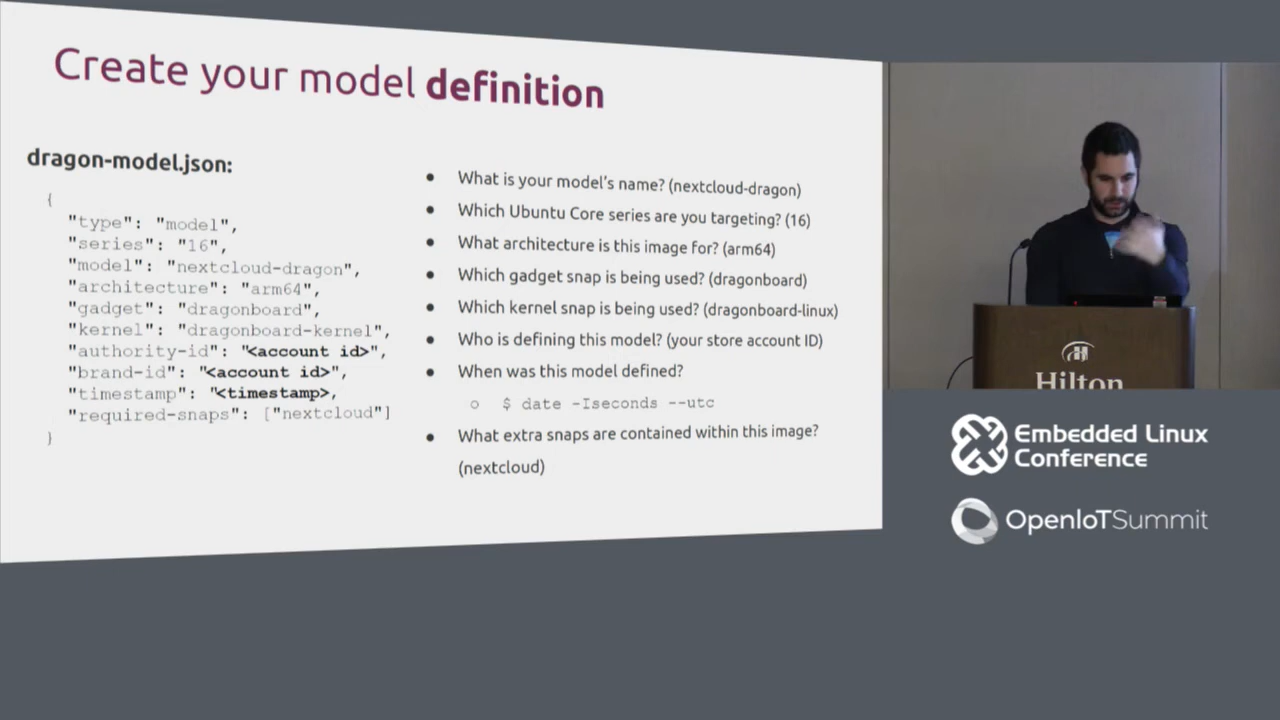 Create your model definition
dragon-model.json:
{
"type": "model",
"series": "16",
"model": "nextcloud-dragon",
"architecture": "arm64",
"gadget": "dragonboard",
"kernel": "dragonboard-kernel",
"authority-id": "<account id>",
"brand-id": "<account id>",
"timestamp": "<timestamp>,
"required-snaps": ["nextcloud"]
}
• What is your model's name? (nextcloud-dragon)
• Which Ubuntu Core series are you targeting? (16)
• What architecture is this image for? (arm64)
• Which gadget snap is being used? (dragonboard)
• Which kernel snap is being used? (dragonboard-linux)
• Who is defining this model? (your store account ID)
• When was this model defined?
○ $ date -Iseconds --utc
• What extra snaps are contained within this image?
(nextcloud)
Hilton
Embedded Linux
Conference
OpenIoTSummit